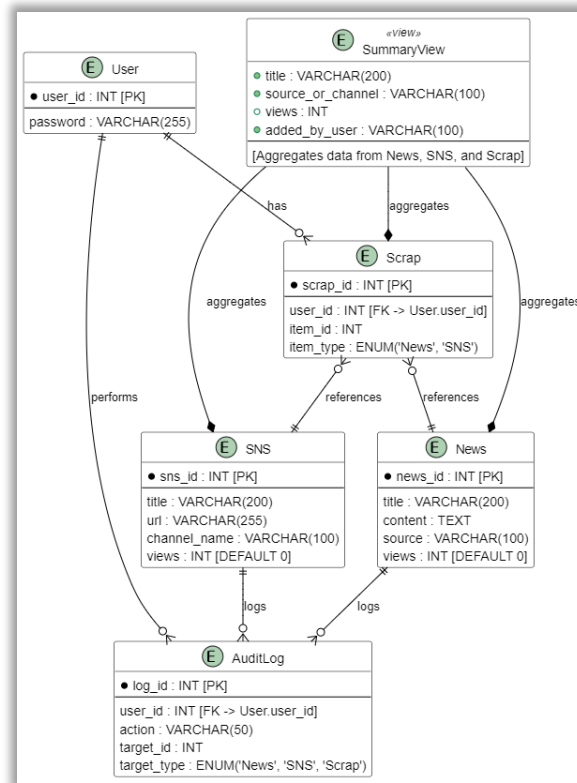 E User
user_id : INT [PK]
password : VARCHAR(255)
«view»
E SummaryView
title : VARCHAR(200)
source_or_channel : VARCHAR(100)
views : INT
added_by_user : VARCHAR(100)
[Aggregates data from News, SNS, and Scrap]
has
aggregates
E Scrap
scrap_id : INT [PK]
user_id : INT [FK -> User.user_id]
item_id : INT
item_type : ENUM('News', 'SNS')
aggregates
aggregates
performs
references
references
E SNS
sns_id : INT [PK]
title : VARCHAR(200)
url : VARCHAR(255)
channel_name : VARCHAR(100)
views : INT [DEFAULT 0]
E News
news_id : INT [PK]
title : VARCHAR(200)
content : TEXT
source : VARCHAR(100)
views : INT [DEFAULT 0]
logs
logs
E AuditLog
log_id : INT [PK]
user_id : INT [FK -> User.user_id]
action : VARCHAR(50)
target_id : INT
target_type : ENUM('News', 'SNS', 'Scrap')